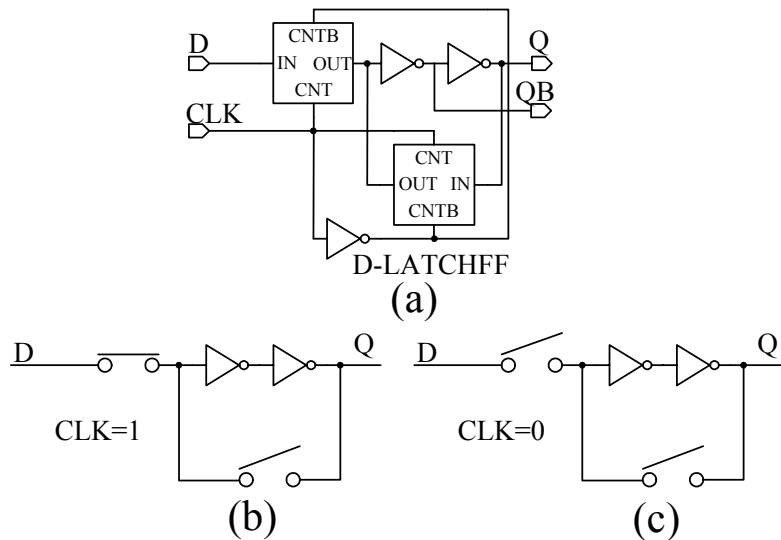 D
CNTB
IN OUT
CNT
Q
QB
CLK
CNT
OUT IN
CNTB
D-LATCHFF
(a)
D
Q
CLK=1
(b)
D
Q
CLK=0
(c)